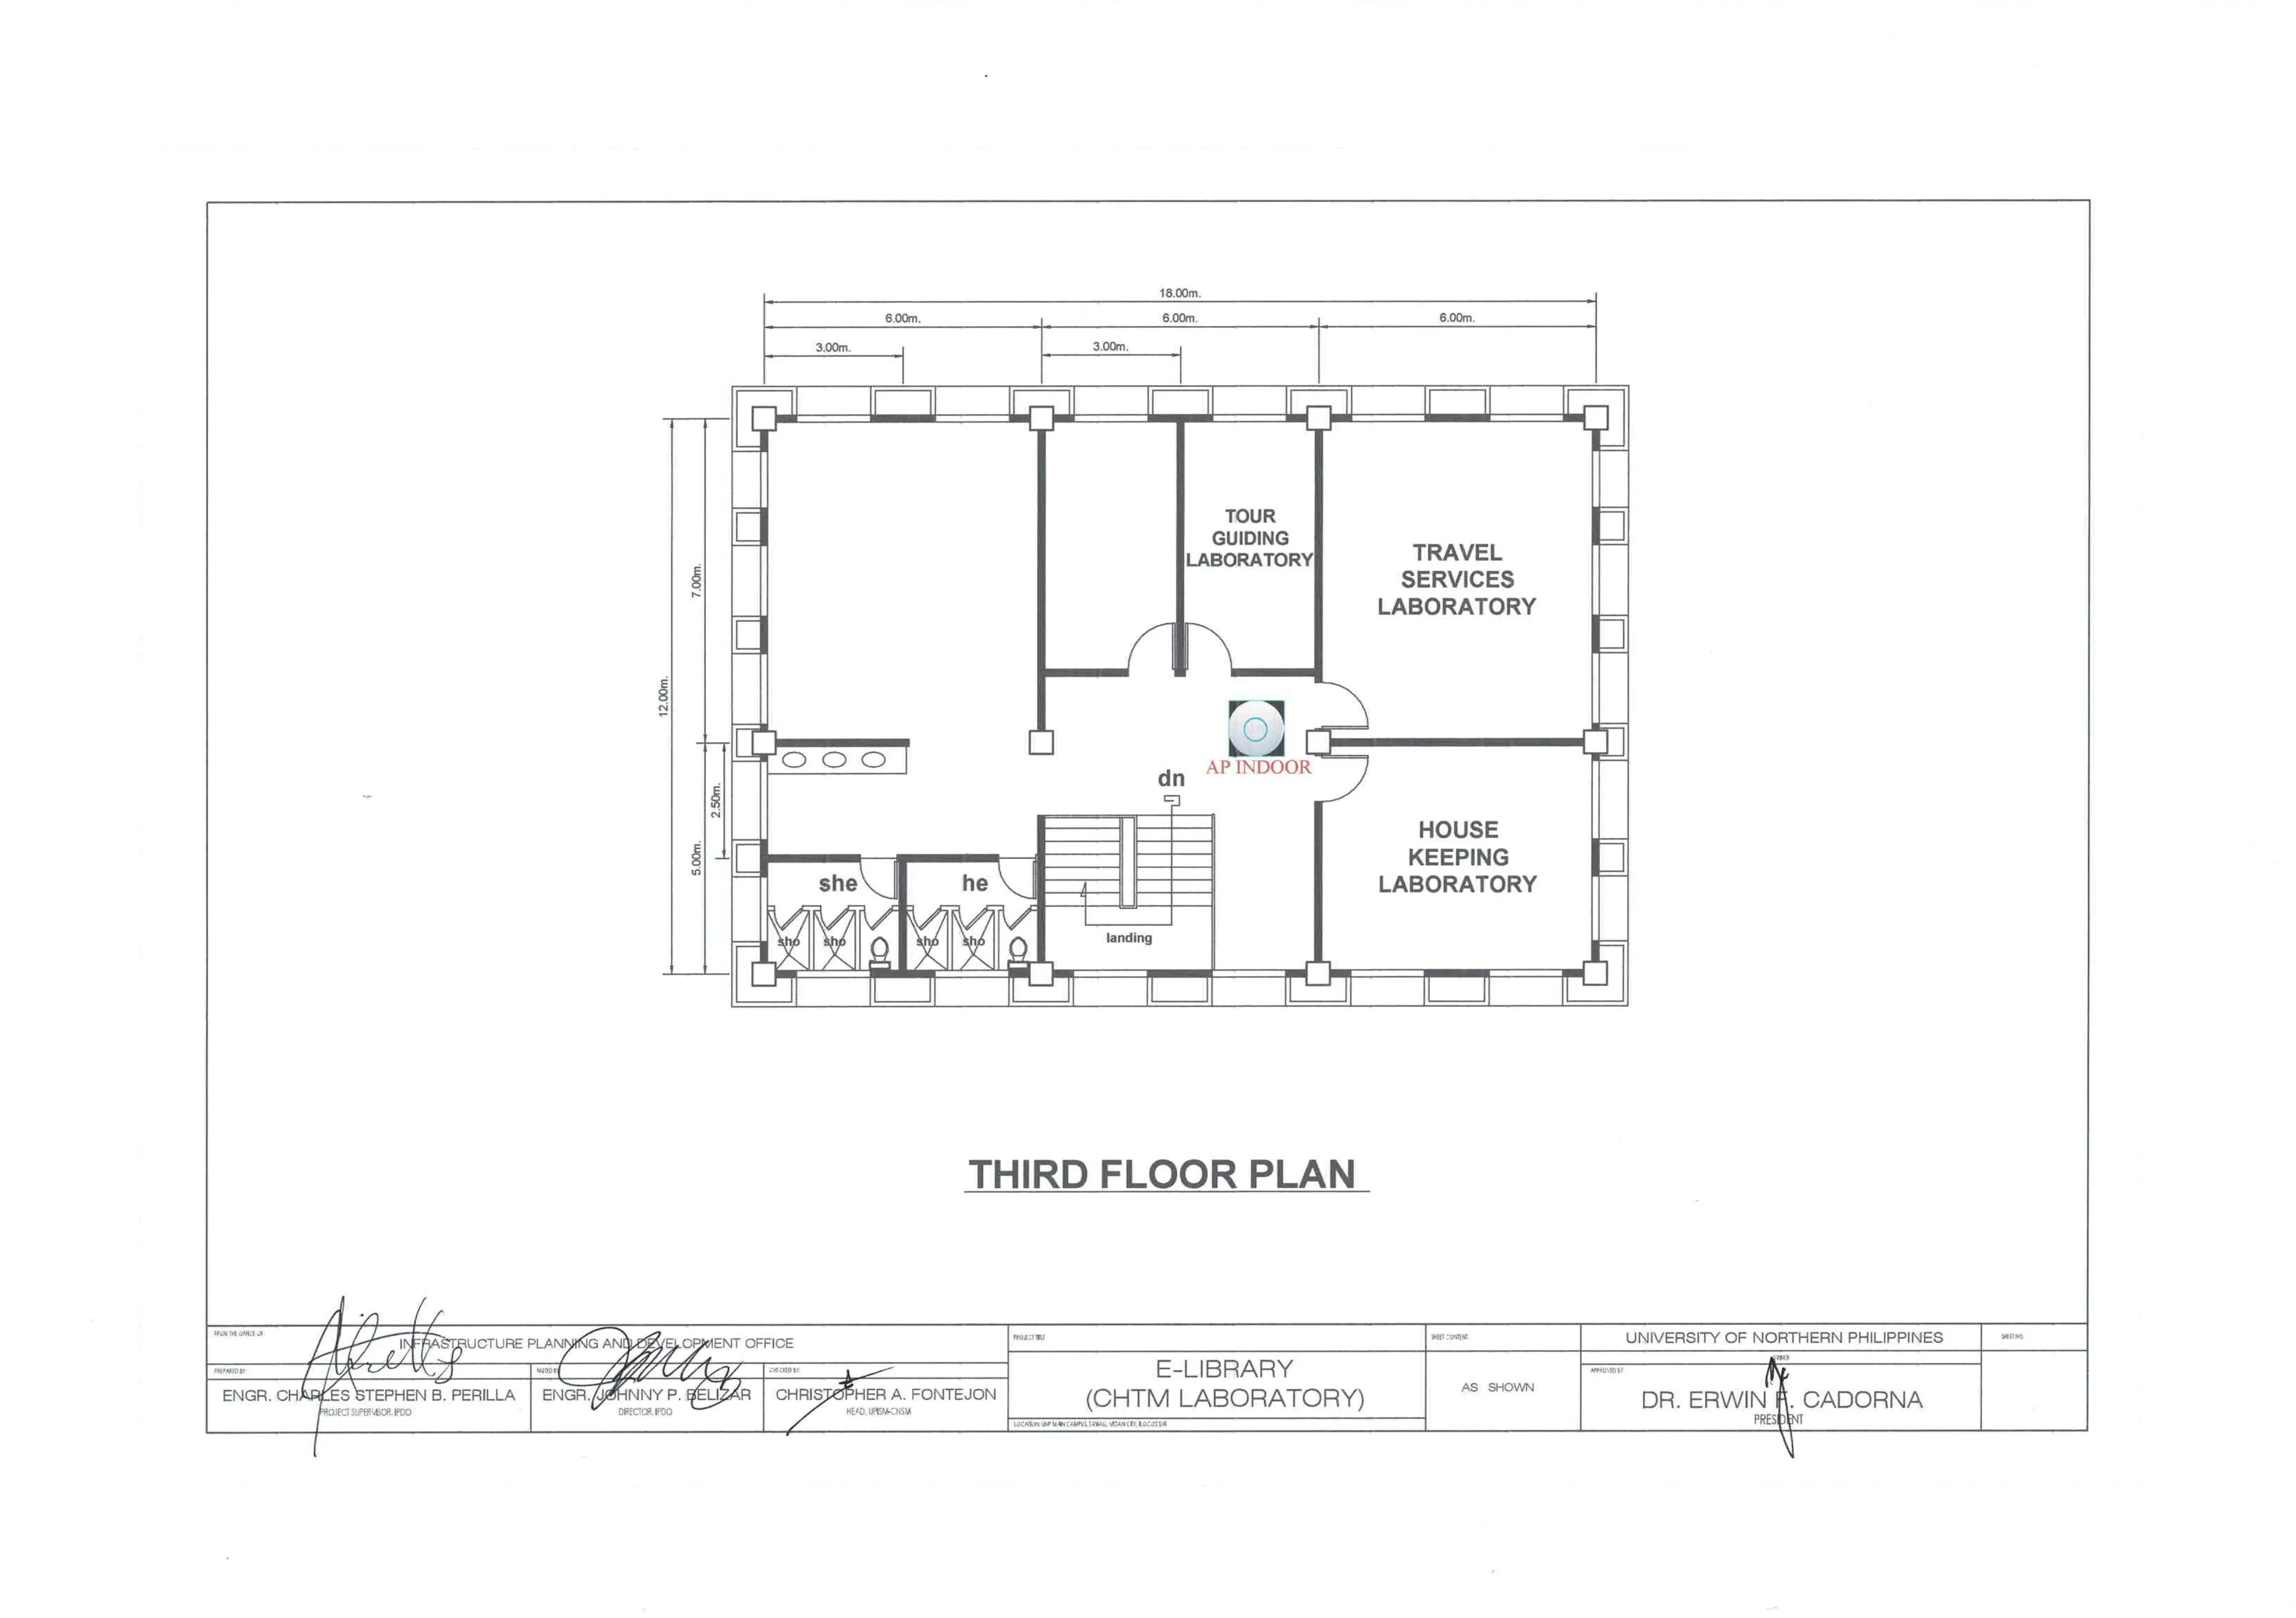 18.00m.
6.00m.
6.00m.
6.00m.
3.00m.
3.00m.
12.00m.
7.00m.
5.00m.
2.50m.
TOUR
GUIDING
LABORATORY
TRAVEL
SERVICES
LABORATORY
AP INDOOR
dn
HOUSE
KEEPING
LABORATORY
she
he
sho
sho
sho
sho
landing
THIRD FLOOR PLAN
FROM THE OFFICE OF:
INFRASTRUCTURE PLANNING AND DEVELOPMENT OFFICE
PREPARED BY:
ENGR. CHARLES STEPHEN B. PERILLA
PROJECT SUPERVISOR, IPDO
NOTED BY:
ENGR. JOHNNY P. BELIZAR
DIRECTOR, IPDO
CHECKED BY:
CHRISTOPHER A. FONTEJON
HEAD, UPISM-CNSM
PROJECT TITLE
E-LIBRARY
(CHTM LABORATORY)
LOCATION: UNP MAIN CAMPUS, TAMAG, VIGAN CITY, ILOCOS SUR
SHEET CONTENT
AS SHOWN
UNIVERSITY OF NORTHERN PHILIPPINES
OWNER
APPROVED BY
DR. ERWIN F. CADORNA
PRESIDENT
SHEET NO.